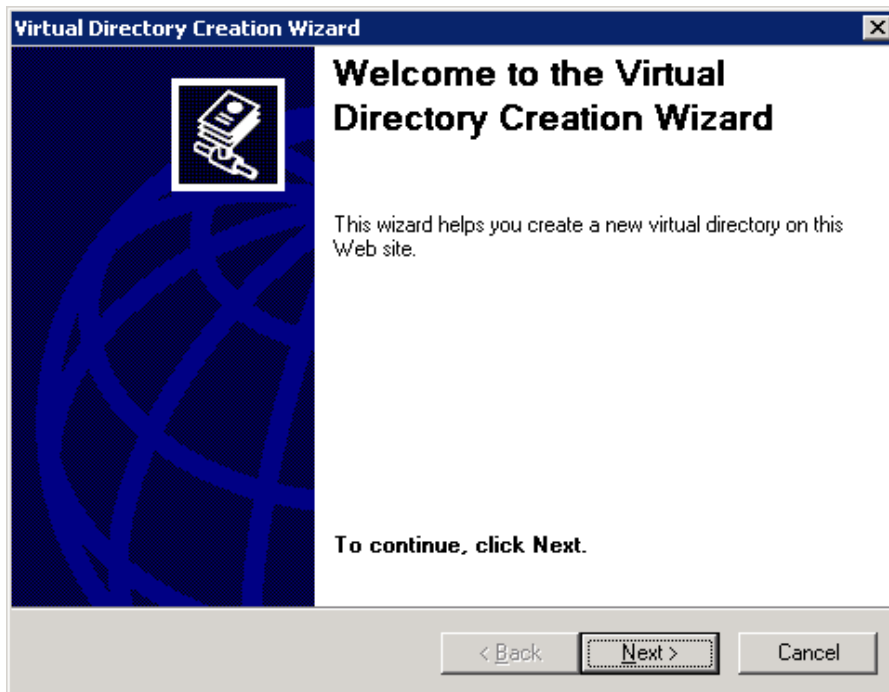 Virtual Directory Creation Wizard
Welcome to the Virtual
Directory Creation Wizard
This wizard helps you create a new virtual directory on this
Web site.
To continue, click Next.
< Back
Next >
Cancel